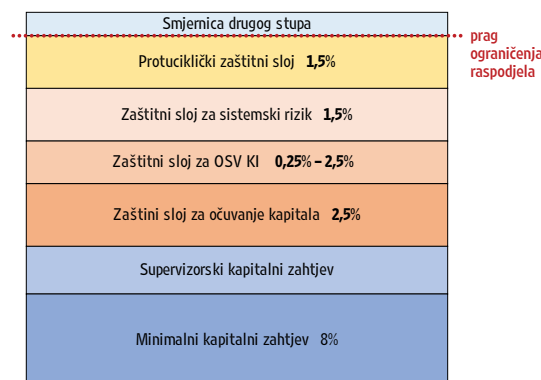 Smjernica drugog stupa
prag
ograničenja
raspodjela
Protuciklički zaštitni sloj 1,5%
Zaštitni sloj za sistemski rizik 1,5%
Zaštitni sloj za OSV KI 0,25% – 2,5%
Zaštini sloj za očuvanje kapitala 2,5%
Supervizorski kapitalni zahtjev
Minimalni kapitalni zahtjev 8%